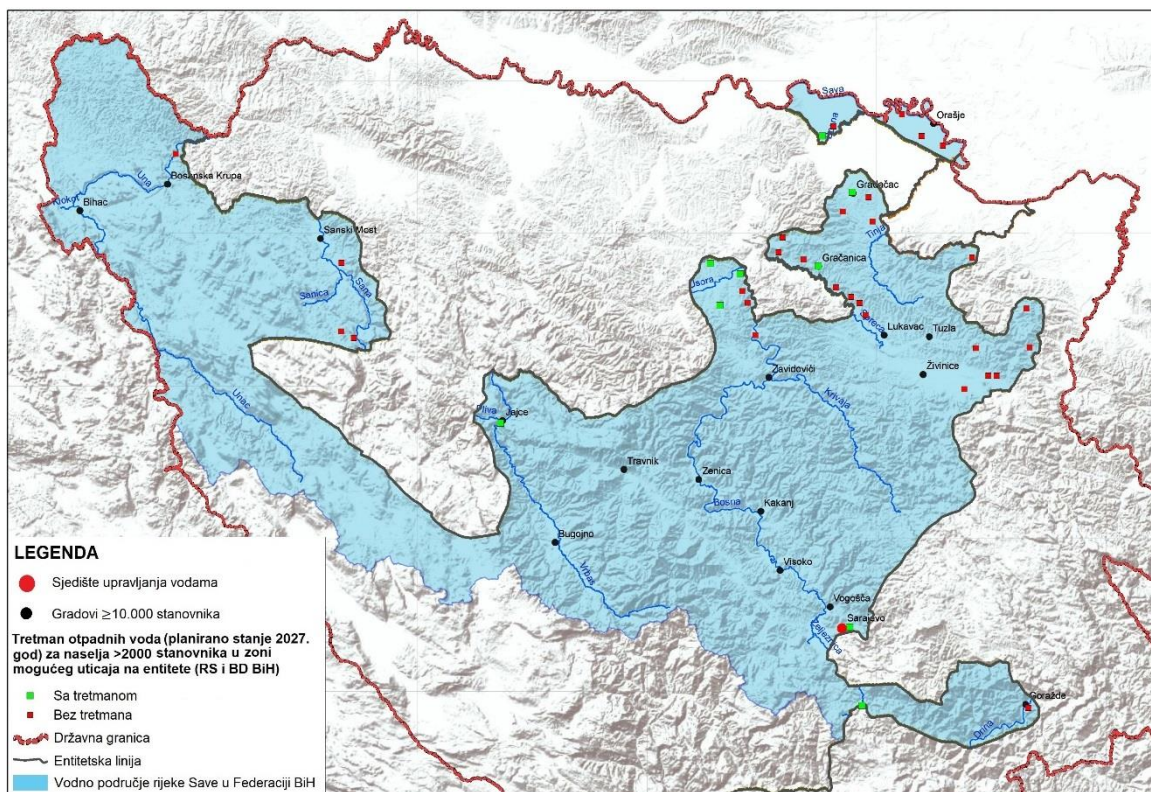 Sava
Bosna
Orašje
Bosanska Krupa
Una
Klokot
Bihac
Gradačac
Tinja
Sanski Most
Gračanica
Usora
Sana
Sanica
Spreča
Lukavac
Tuzla
Živinice
Zavidovići
Unac
Krivaja
Pliva
Jajce
Travnik
Zenica
Bosna
Kakanj
Bugojno
Visoko
Vrbas
Vogošća
Sarajevo
Željeznica
Goražde
Drina
LEGENDA
Sjedište upravljanja vodama
Gradovi ≥10.000 stanovnika
Tretman otpadnih voda (planirano stanje 2027.
god) za naselja >2000 stanovnika u zoni
mogućeg uticaja na entitete (RS i BD BiH)
Sa tretmanom
Bez tretmana
Državna granica
Entitetska linija
Vodno područje rijeke Save u Federaciji BiH